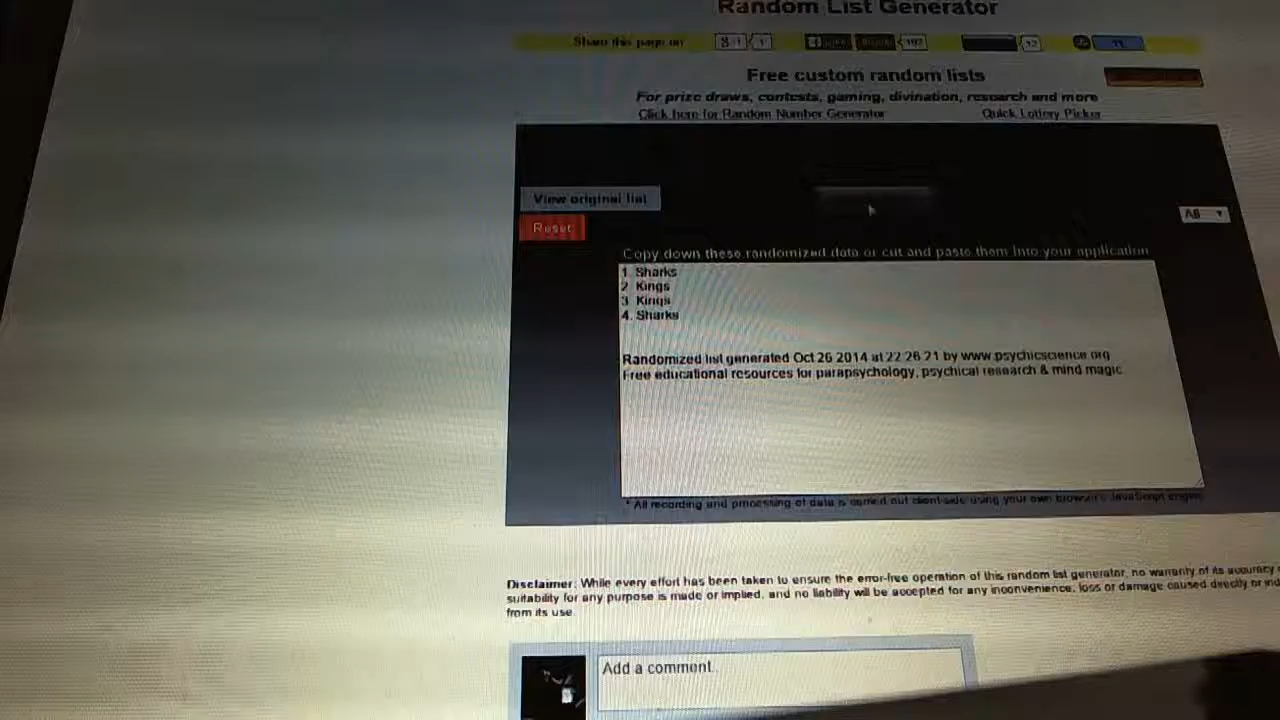 Random List Generator
Share this page on
Free custom random lists
For prize draws, contests, gaming, divination, research and more
Click here for Random Number Generator Quick Lottery Picker
View original list
All
Reset
Copy down these randomized data or cut and paste them into your application
1. Sharks
2. Kings
3. Kings
4. Sharks
Randomized list generated Oct 26 2014 at 22:26:21 by www.psychicscience.org
Free educational resources for parapsychology, psychical research & mind magic
* All recording and processing of data is carried out client-side using your own browser's JavaScript engine
Disclaimer: While every effort has been taken to ensure the error-free operation of this random list generator, no warranty of its accuracy
suitability for any purpose is made or implied, and no liability will be accepted for any inconvenience, loss or damage caused directly or
from its use.
Add a comment...